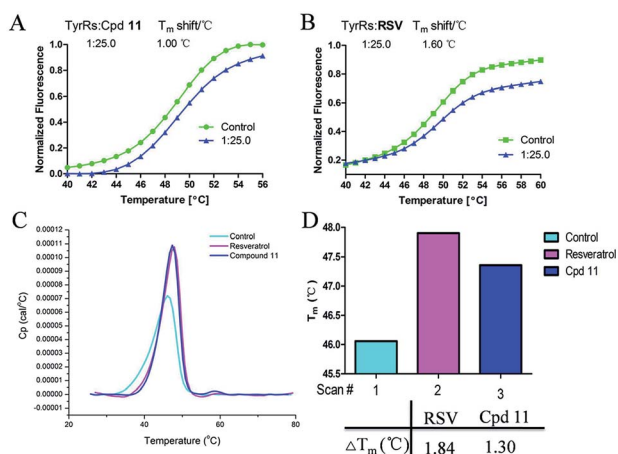 A
TyrRs:Cpd 11 Tm shift/℃
1:25.0 1.00 ℃
Normalized Fluorescence
1.0
0.8
0.6
0.4
0.2
0.0
Control
1:25.0
40 42 44 46 48 50 52 54 56
Temperature [°C]
B
TyrRs:RSV Tm shift/℃
1:25.0 1.60 ℃
Normalized Fluorescence
1.0
0.8
0.6
0.4
0.2
Control
1:25.0
40 42 44 46 48 50 52 54 56 58 60
Temperature [°C]
C
Cp (cal/°C)
0.00012
0.00011
0.00010
0.00009
0.00008
0.00007
0.00006
0.00005
0.00004
0.00003
0.00002
0.00001
0.00000
-0.00001
Control
Resveratrol
Compound 11
20 40 60 80
Temperature (°C)
D
Tm (℃)
48.0
47.5
47.0
46.5
46.0
45.5
Control
Resveratrol
Cpd 11
Scan # 1 2 3
RSV Cpd 11
△Tm (℃) 1.84 1.30